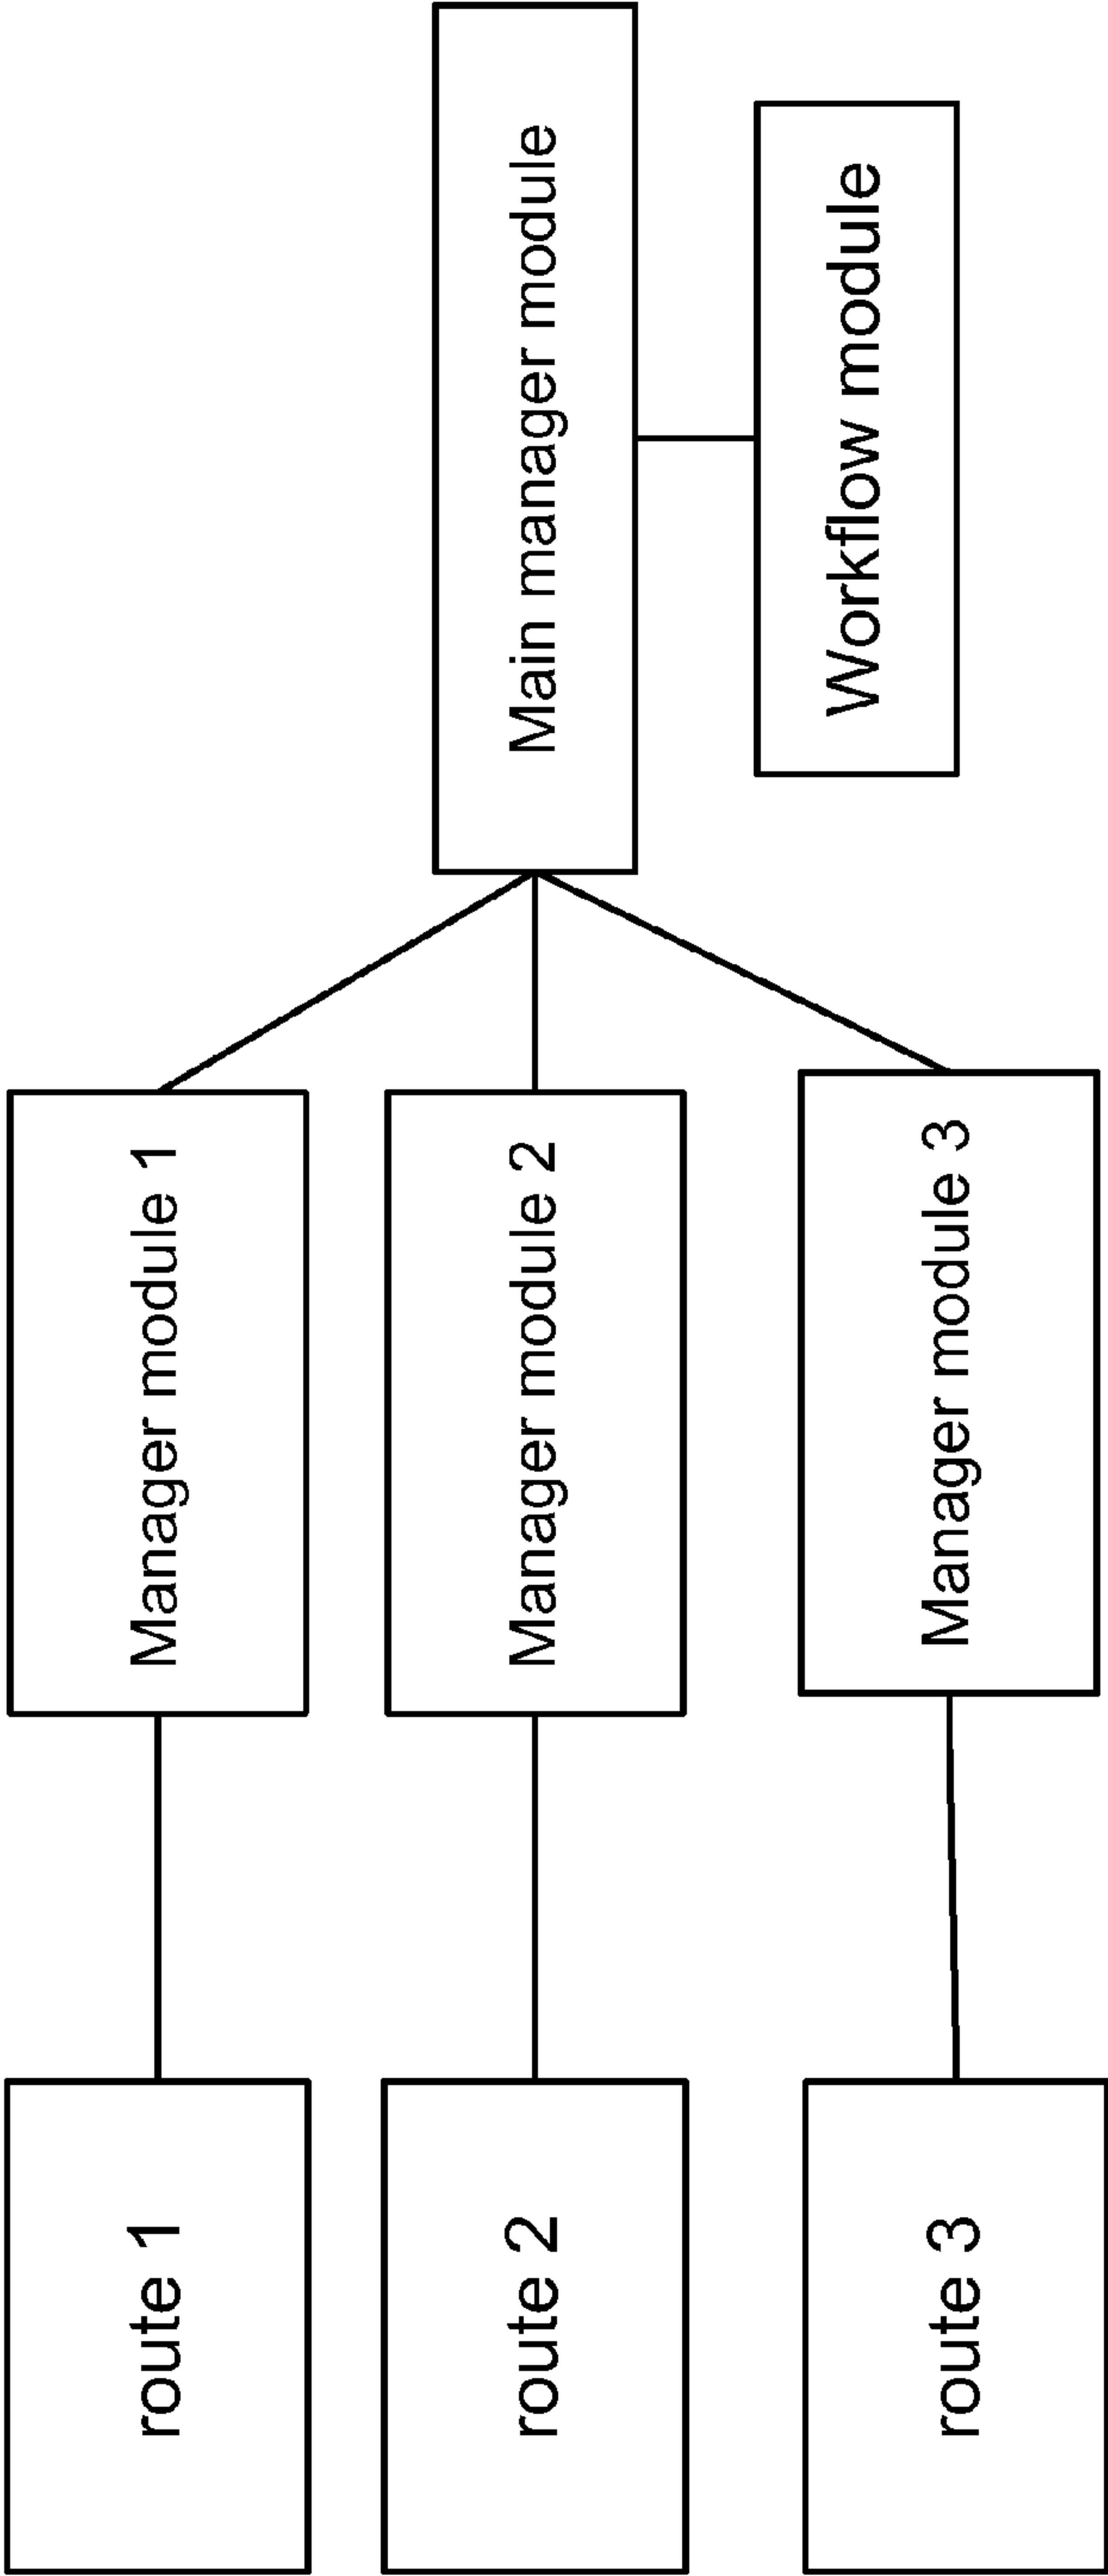 Main manager module
Workflow module
Manager module 1
Manager module 2
Manager module 3
route 1
route 2
route 3